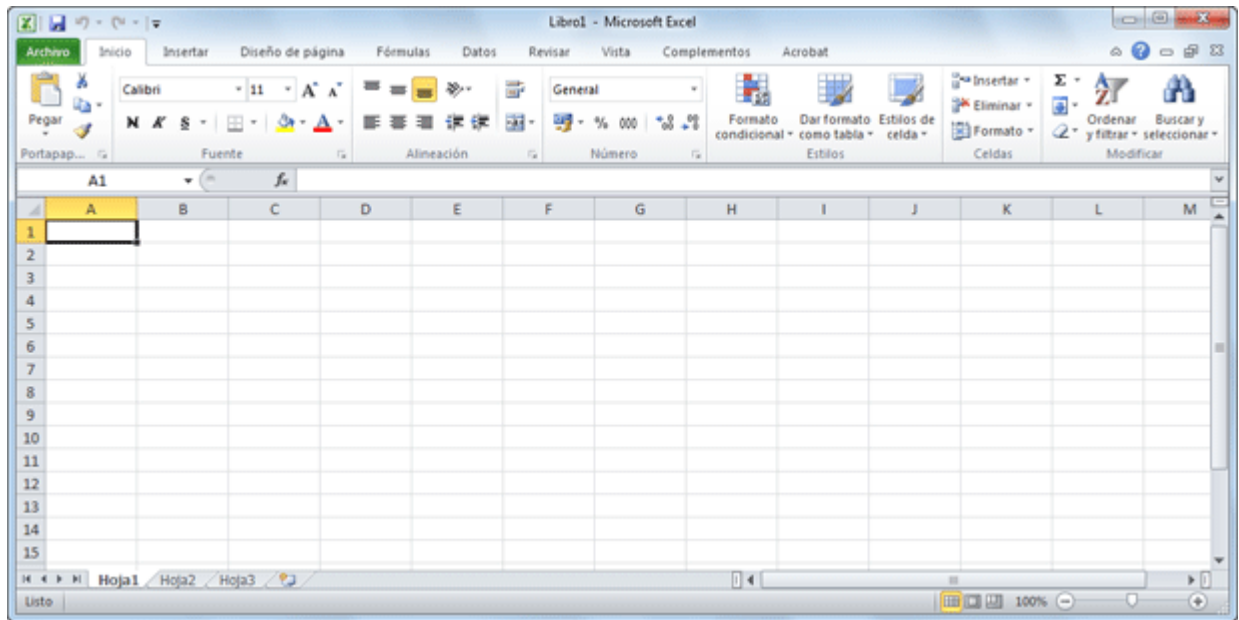 Libro1 - Microsoft Excel
Archivo Inicio Insertar Diseño de página Fórmulas Datos Revisar Vista Complementos Acrobat
Calibri 11 A A General Insertar Σ
Pegar Formato condicional Dar formato como tabla Estilos de celda Eliminar Ordenar y filtrar Buscar y seleccionar
N K S A % 000 Formato
Portapap... Fuente Alineación Número Estilos Celdas Modificar
A1 fx
A B C D E F G H I J K L M
1
2
3
4
5
6
7
8
9
10
11
12
13
14
15
Hoja1 Hoja2 Hoja3
Listo 100%